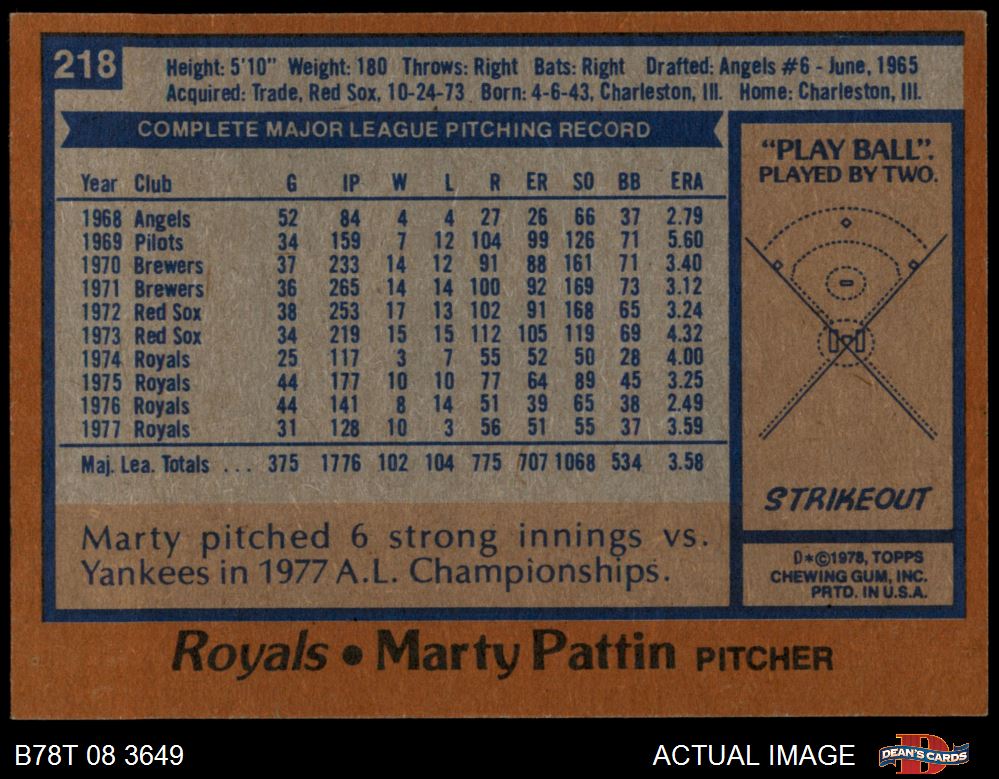 218
Height: 5'10" Weight: 180 Throws: Right Bats: Right Drafted: Angels #6 - June, 1965
Acquired: Trade, Red Sox, 10-24-73 Born: 4-6-43, Charleston, Ill. Home: Charleston, Ill.
COMPLETE MAJOR LEAGUE PITCHING RECORD
Year Club G IP W L R ER SO BB ERA
1968 Angels 52 84 4 4 27 26 66 37 2.79
1969 Pilots 34 159 7 12 104 99 126 71 5.60
1970 Brewers 37 233 14 12 91 88 161 71 3.40
1971 Brewers 36 265 14 14 100 92 169 73 3.12
1972 Red Sox 38 253 17 13 102 91 168 65 3.24
1973 Red Sox 34 219 15 15 112 105 119 69 4.32
1974 Royals 25 117 3 7 55 52 50 28 4.00
1975 Royals 44 177 10 10 77 64 89 45 3.25
1976 Royals 44 141 8 14 51 39 65 38 2.49
1977 Royals 31 128 10 3 56 51 55 37 3.59
Maj. Lea. Totals ... 375 1776 102 104 775 707 1068 534 3.58
Marty pitched 6 strong innings vs.
Yankees in 1977 A.L. Championships.
"PLAY BALL".
PLAYED BY TWO.
STRIKEOUT
D*©1978, TOPPS
CHEWING GUM, INC.
PRTD. IN U.S.A.
Royals • Marty Pattin PITCHER
B78T 08 3649
ACTUAL IMAGE
DEAN'S CARDS